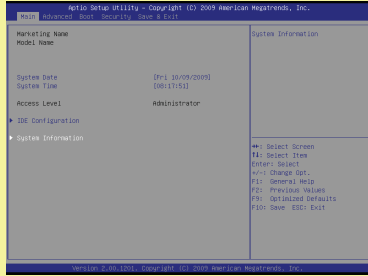 Aptio Setup Utility – Copyright (C) 2009 American Megatrends, Inc.
Main Advanced Boot Security Save & Exit
Marketing Name
Model Name
System Date [Fri 10/09/2009]
System Time [08:17:51]
Access Level Administrator
▶ IDE Configuration
▶ System Information
System Information
◀▶: Select Screen
↑↓: Select Item
Enter: Select
+/-: Change Opt.
F1: General Help
F2: Previous Values
F9: Optimized Defaults
F10: Save ESC: Exit
Version 2.00.1201. Copyright (C) 2009 American Megatrends, Inc.